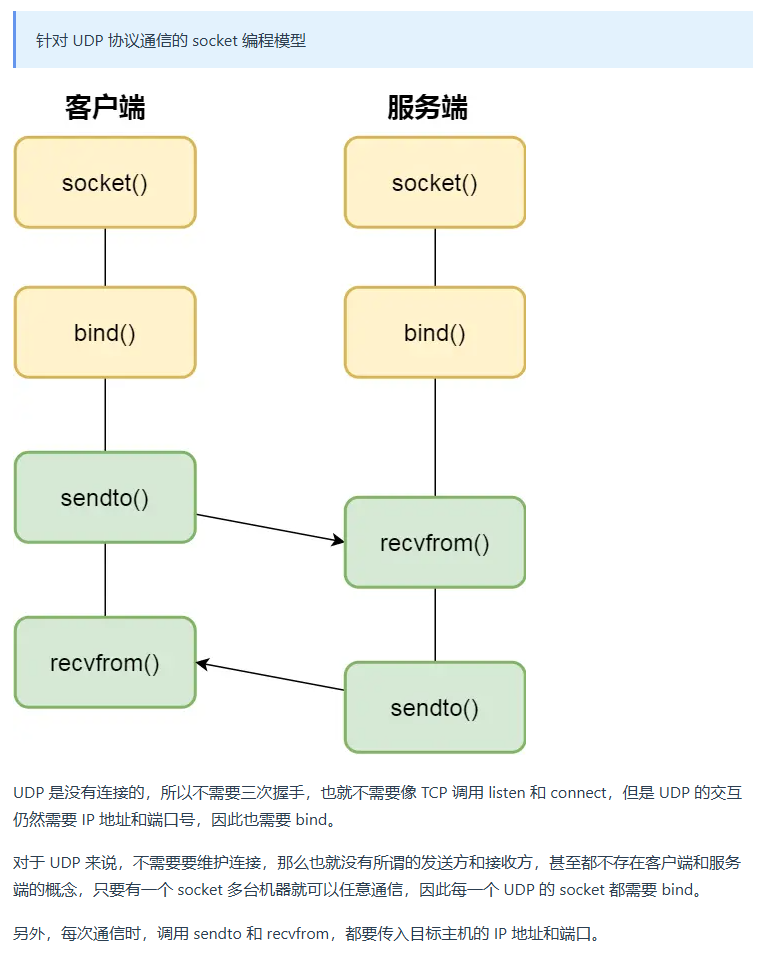 针对 UDP 协议通信的 socket 编程模型
客户端
服务端
socket()
socket()
bind()
bind()
sendto()
recvfrom()
recvfrom()
sendto()
UDP 是没有连接的，所以不需要三次握手，也就不需要像 TCP 调用 listen 和 connect，但是 UDP 的交互
仍然需要 IP 地址和端口号，因此也需要 bind。
对于 UDP 来说，不需要要维护连接，那么也就没有所谓的发送方和接收方，甚至都不存在客户端和服务
端的概念，只要有一个 socket 多台机器就可以任意通信，因此每一个 UDP 的 socket 都需要 bind。
另外，每次通信时，调用 sendto 和 recvfrom，都要传入目标主机的 IP 地址和端口。